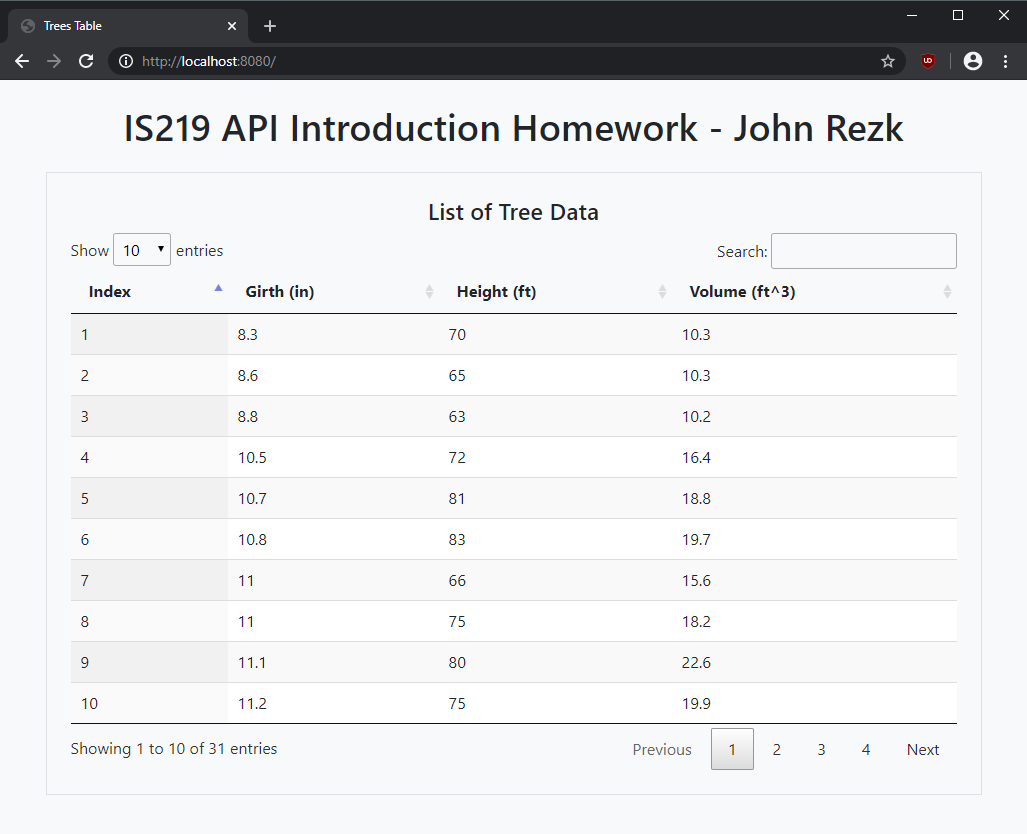 Trees Table
http://localhost:8080/
IS219 API Introduction Homework - John Rezk
List of Tree Data
Show 10 entries Search:
Index Girth (in) Height (ft) Volume (ft^3)
1 8.3 70 10.3
2 8.6 65 10.3
3 8.8 63 10.2
4 10.5 72 16.4
5 10.7 81 18.8
6 10.8 83 19.7
7 11 66 15.6
8 11 75 18.2
9 11.1 80 22.6
10 11.2 75 19.9
Showing 1 to 10 of 31 entries Previous 1 2 3 4 Next